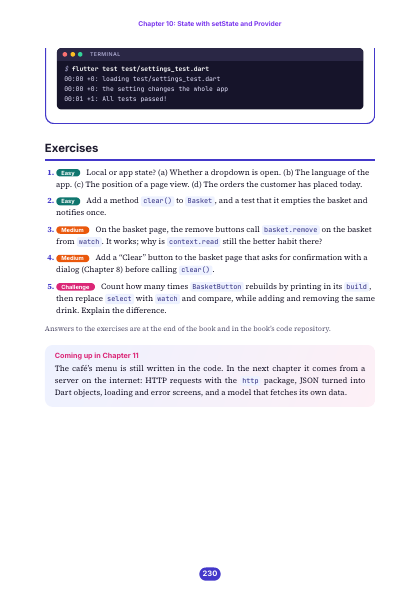 Chapter 10: State with setState and Provider
TERMINAL
$ flutter test test/settings_test.dart
00:00 +0: loading test/settings_test.dart
00:00 +0: the setting changes the whole app
00:01 +1: All tests passed!
Exercises
1. Easy Local or app state? (a) Whether a dropdown is open. (b) The language of the
app. (c) The position of a page view. (d) The orders the customer has placed today.
2. Easy Add a method clear() to Basket, and a test that it empties the basket and
notifies once.
3. Medium On the basket page, the remove buttons call basket.remove on the basket
from watch. It works; why is context.read still the better habit there?
4. Medium Add a “Clear” button to the basket page that asks for confirmation with a
dialog (Chapter 8) before calling clear().
5. Challenge Count how many times BasketButton rebuilds by printing in its build,
then replace select with watch and compare, while adding and removing the same
drink. Explain the difference.
Answers to the exercises are at the end of the book and in the book's code repository.
Coming up in Chapter 11
The café's menu is still written in the code. In the next chapter it comes from a
server on the internet: HTTP requests with the http package, JSON turned into
Dart objects, loading and error screens, and a model that fetches its own data.
230